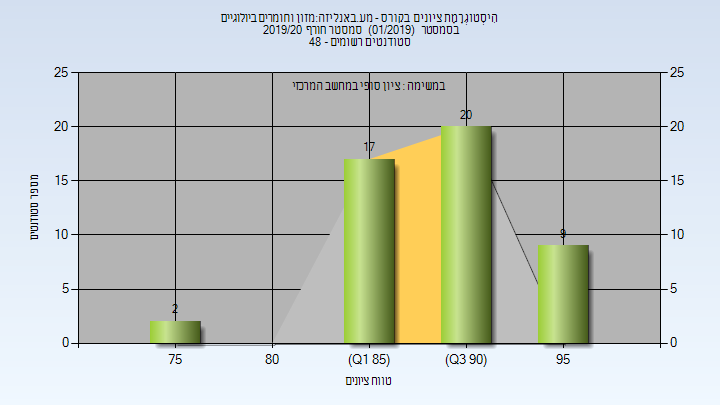 היסטוגרמת ציונים בקורס - מע.באנליזה:מזון וחומרים ביולוגיים
בסמסטר (01/2019) סמסטר חורף 2019/20
סטודנטים רשומים - 48
במשימה : ציון סופי במחשב המרכזי
25 25
20 20
15 15
10 10
5 5
0 0
2
17
20
9
מספר סטודנטים
75 80 (Q1 85) (Q3 90) 95
טווח ציונים